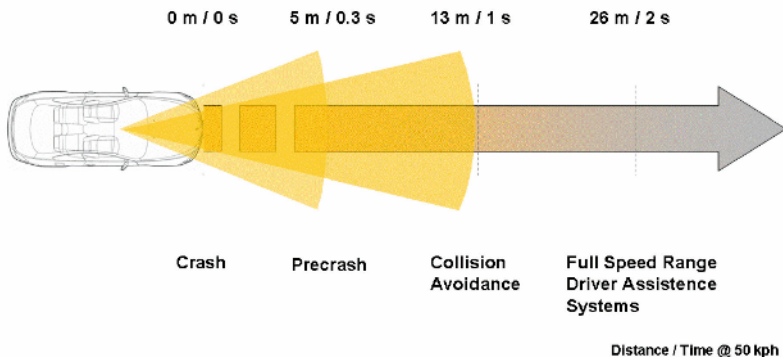 0 m / 0 s 5 m / 0.3 s 13 m / 1 s 26 m / 2 s
Crash Precrash Collision Avoidance Full Speed Range Driver Assistence Systems
Distance / Time @ 50 kph